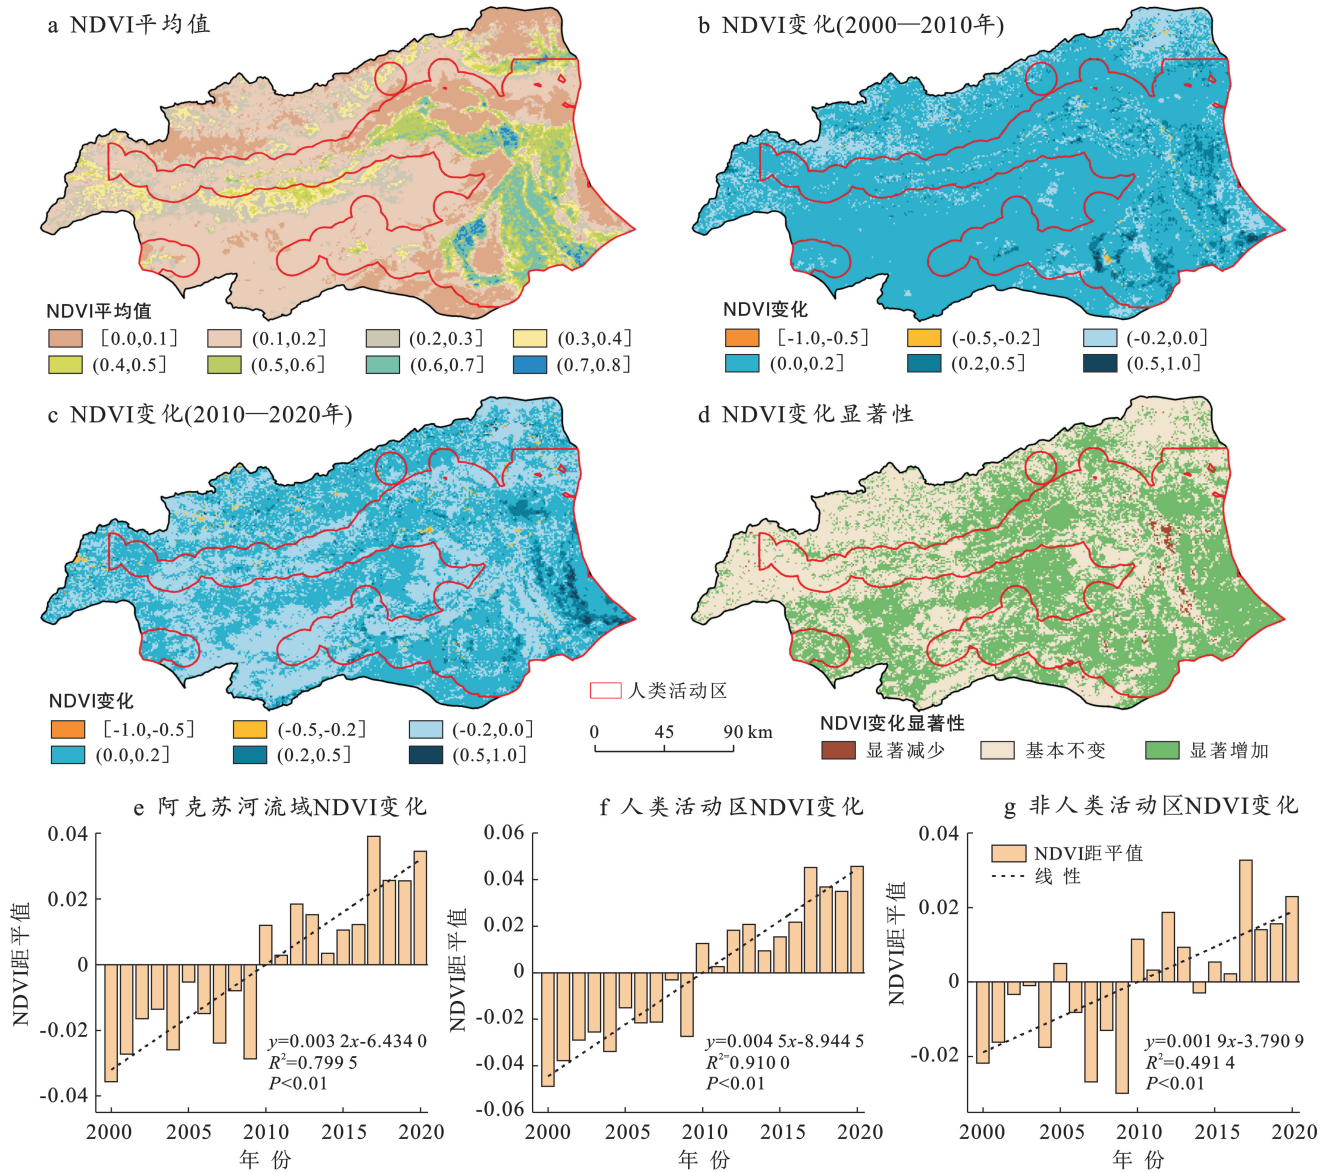 a NDVI平均值
b NDVI变化(2000—2010年)
NDVI平均值
[0.0,0.1]
(0.1,0.2]
(0.2,0.3]
(0.3,0.4]
(0.4,0.5]
(0.5,0.6]
(0.6,0.7]
(0.7,0.8]
NDVI变化
[-1.0,-0.5]
(-0.5,-0.2]
(-0.2,0.0]
(0.0,0.2]
(0.2,0.5]
(0.5,1.0]
c NDVI变化(2010—2020年)
d NDVI变化显著性
NDVI变化
[-1.0,-0.5]
(-0.5,-0.2]
(-0.2,0.0]
(0.0,0.2]
(0.2,0.5]
(0.5,1.0]
人类活动区
0 45 90 km
NDVI变化显著性
显著减少
基本不变
显著增加
e 阿克苏河流域NDVI变化
0.04
0.02
0
-0.02
-0.04
NDVI距平值
y=0.003 2x-6.434 0
R²=0.799 5
P<0.01
2000 2005 2010 2015 2020
年 份
f 人类活动区NDVI变化
0.06
0.04
0.02
0
-0.02
-0.04
-0.06
NDVI距平值
y=0.004 5x-8.944 5
R²=0.910 0
P<0.01
2000 2005 2010 2015 2020
年 份
g 非人类活动区NDVI变化
0.04
0.02
0
-0.02
NDVI距平值
NDVI距平值
线 性
y=0.001 9x-3.790 9
R²=0.491 4
P<0.01
2000 2005 2010 2015 2020
年 份